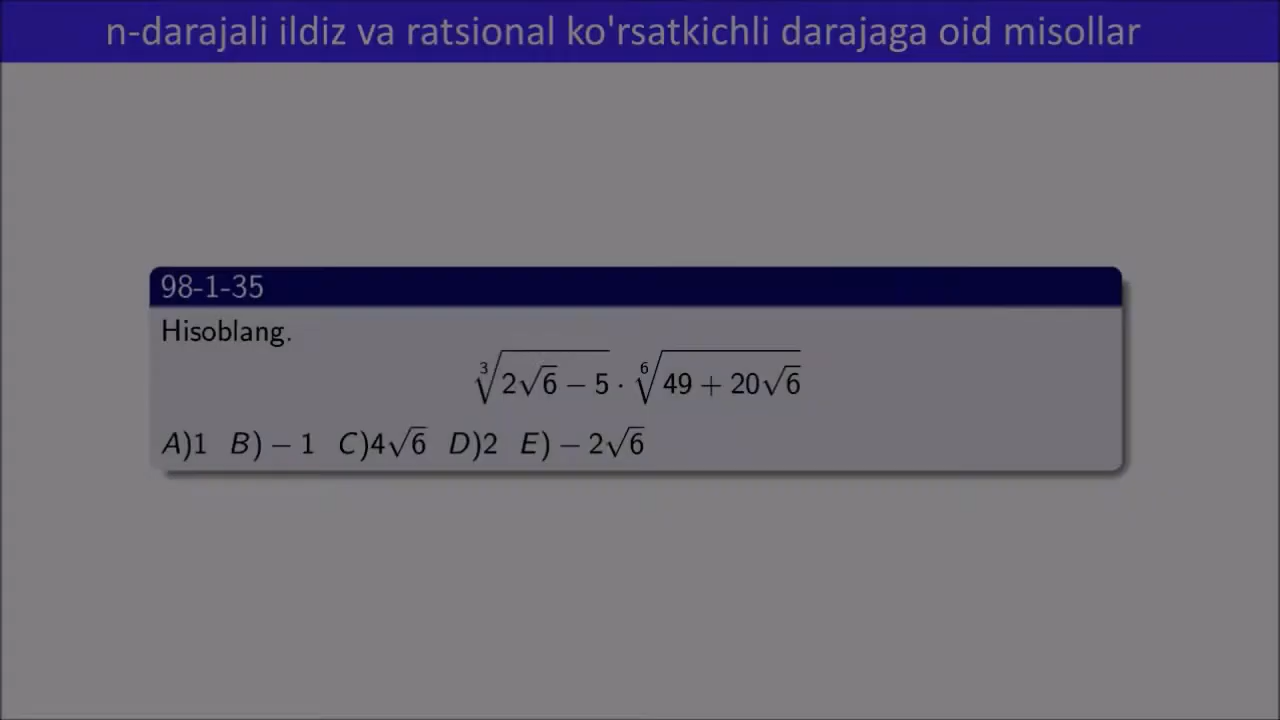 n-darajali ildiz va ratsional ko'rsatkichli darajaga oid misollar
98-1-35
Hisoblang.
∛(2√6 − 5) · ⁶√(49 + 20√6)
A)1 B) − 1 C)4√6 D)2 E) − 2√6